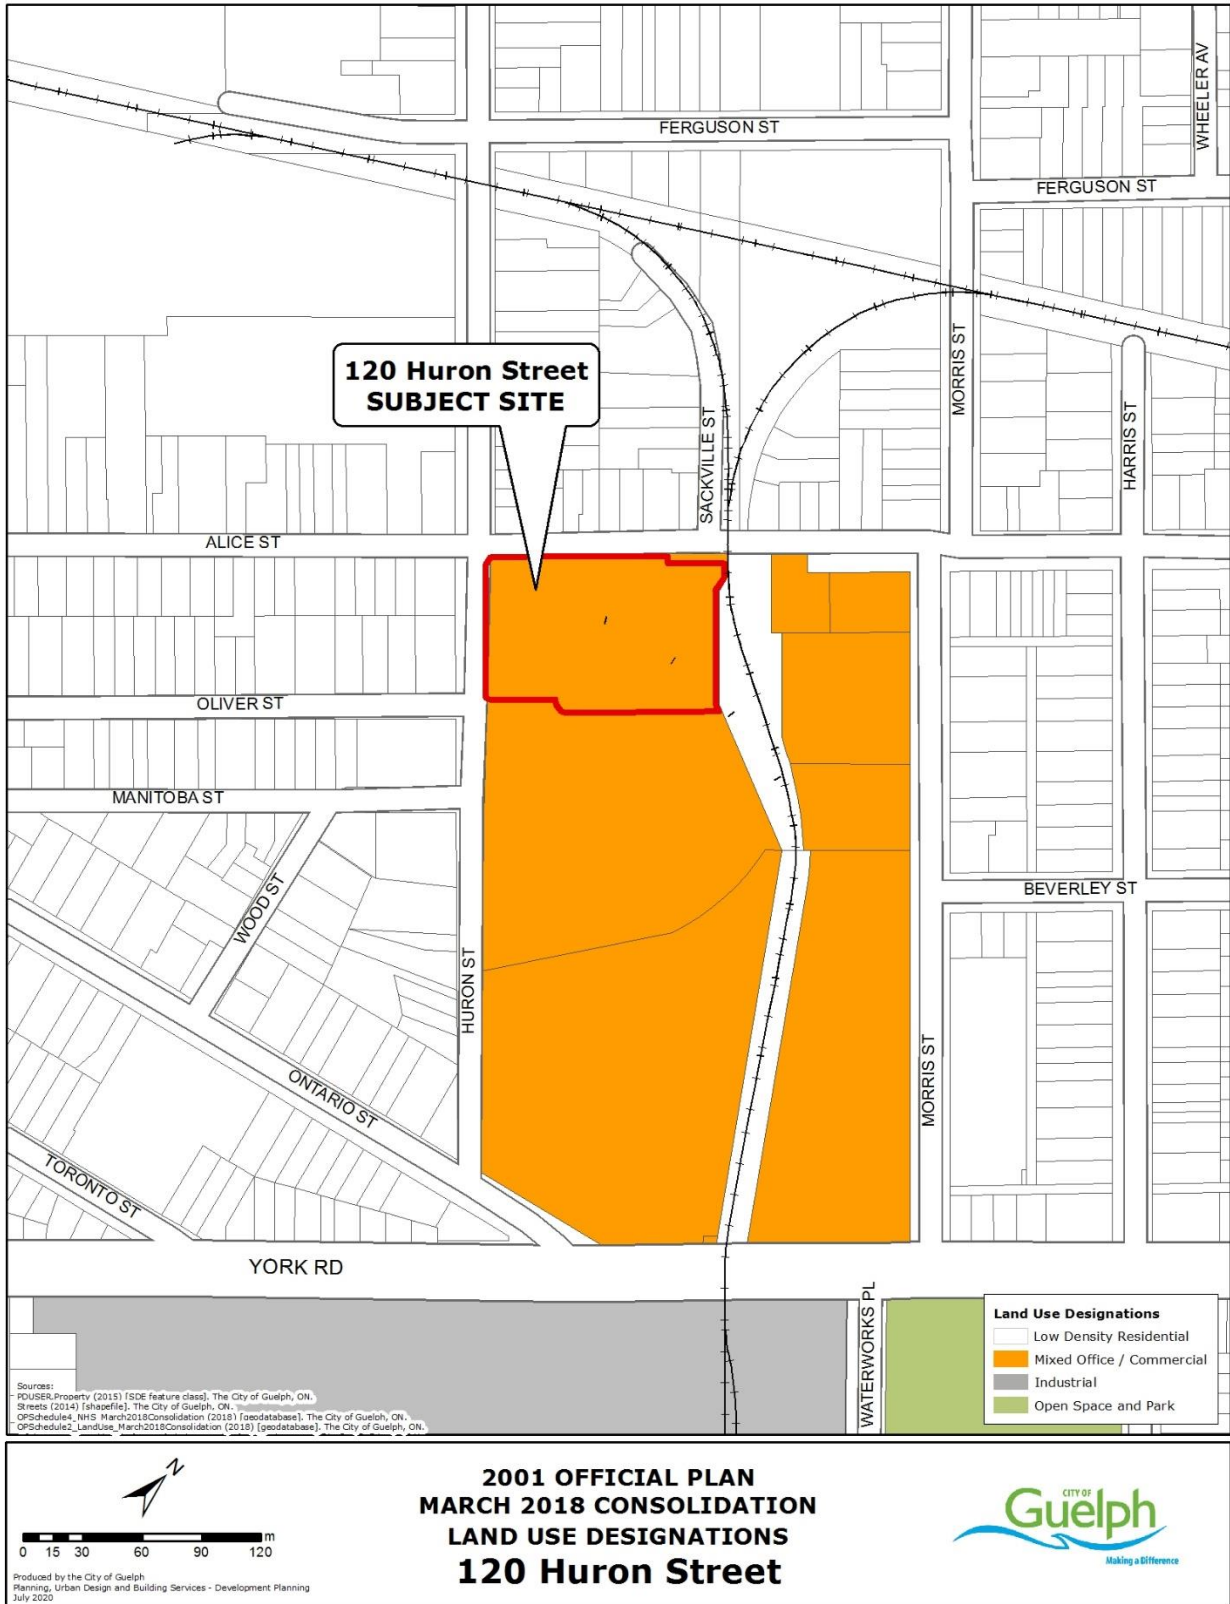 FERGUSON ST
WHEELER AV
FERGUSON ST
120 Huron Street
SUBJECT SITE
SACKVILLE ST
MORRIS ST
HARRIS ST
ALICE ST
OLIVER ST
MANITOBA ST
WOOD ST
HURON ST
BEVERLEY ST
ONTARIO ST
MORRIS ST
TORONTO ST
YORK RD
WATERWORKS PL
Land Use Designations
Low Density Residential
Mixed Office / Commercial
Industrial
Open Space and Park
Sources:
PDUSER.Property (2015) [SDE feature class]. The City of Guelph, ON.
Streets (2014) [shapefile]. The City of Guelph, ON.
OPSchedule4_NHS_March2018Consolidation (2018) [geodatabase]. The City of Guelph, ON.
OPSchedule2_LandUse_March2018Consolidation (2018) [geodatabase]. The City of Guelph, ON.
N
0 15 30 60 90 120 m
Produced by the City of Guelph
Planning, Urban Design and Building Services - Development Planning
July 2020
2001 OFFICIAL PLAN
MARCH 2018 CONSOLIDATION
LAND USE DESIGNATIONS
120 Huron Street
CITY OF
Guelph
Making a Difference